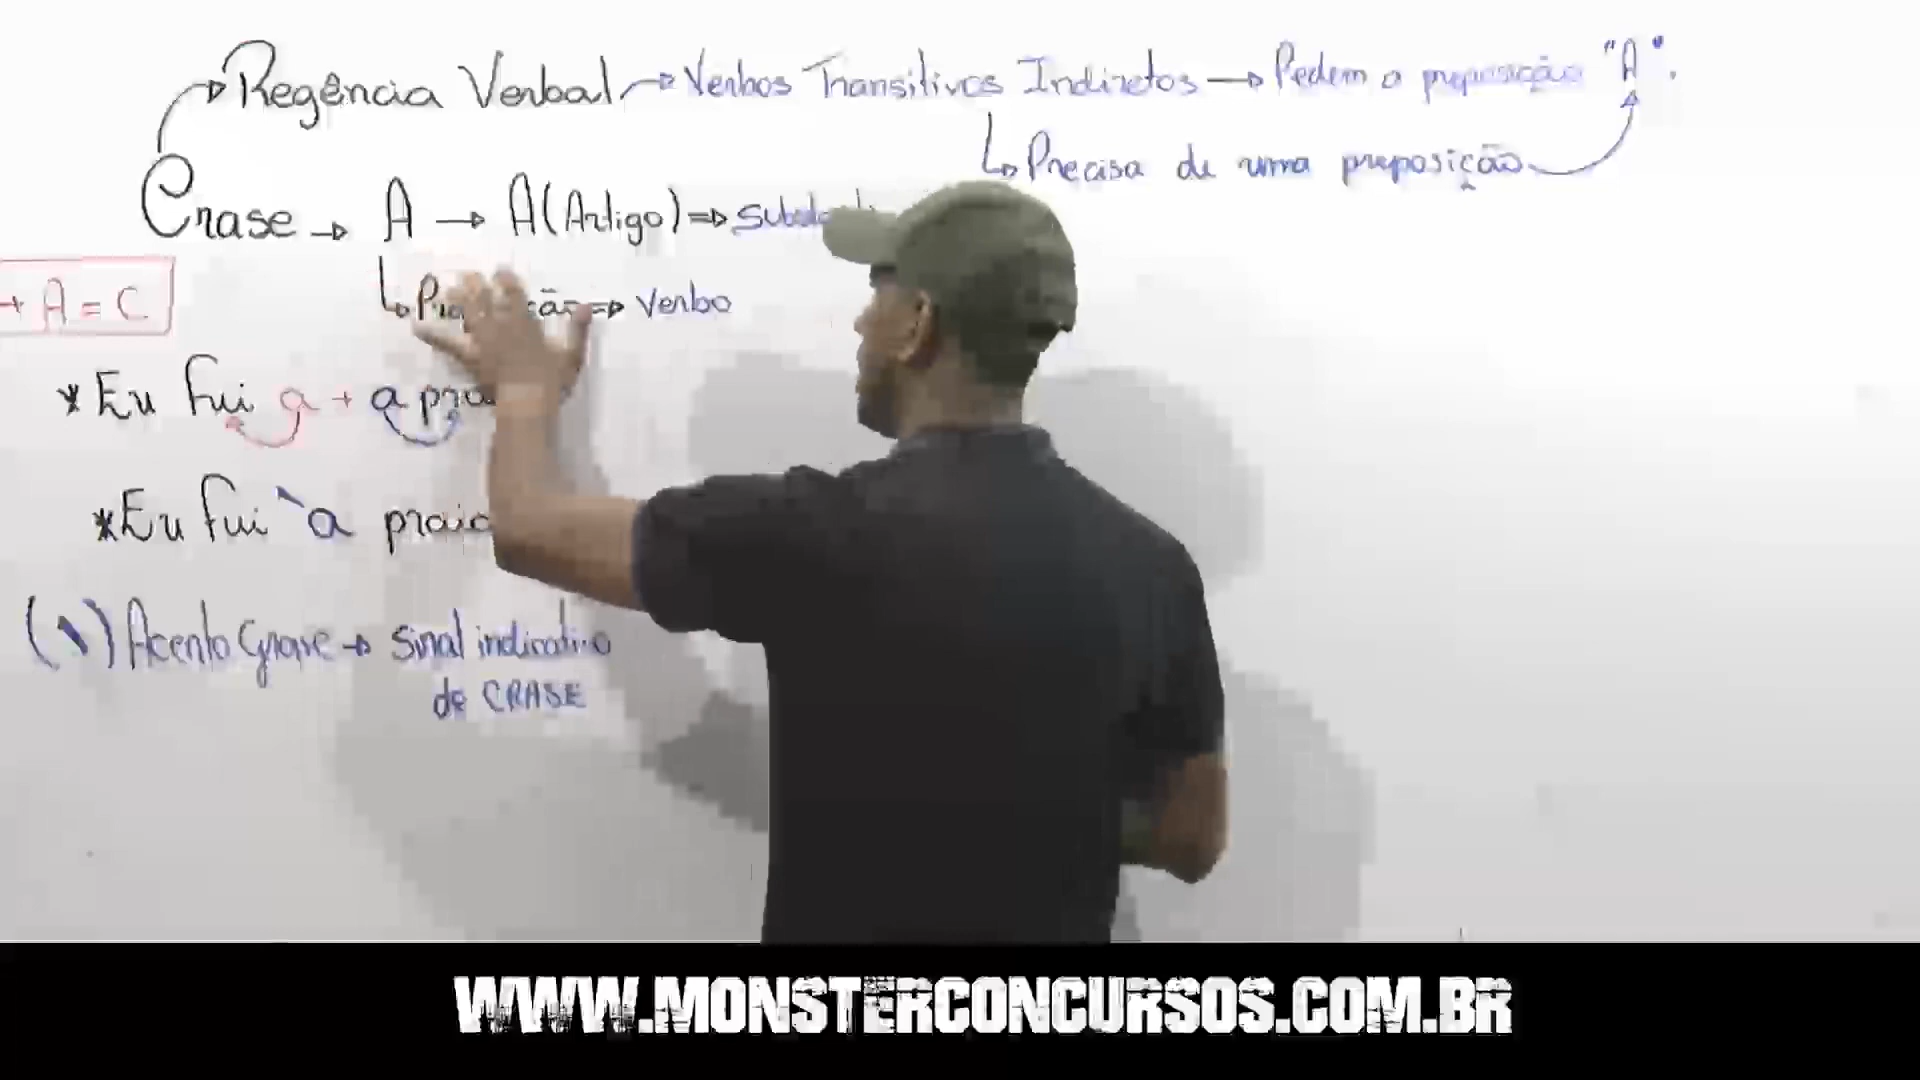 Regência Verbal → Verbos Transitivos Indiretos → Pedem a preposição "A".
↳ Precisa de uma preposição
Crase → A → A (Artigo) ⇒
↳ ⇒ Verbo
+ A = C
* Eu fui a + a
* Eu fui `a praia
(`) Acento Grave → Sinal indicativo
de CRASE
WWW.MONSTERCONCURSOS.COM.BR